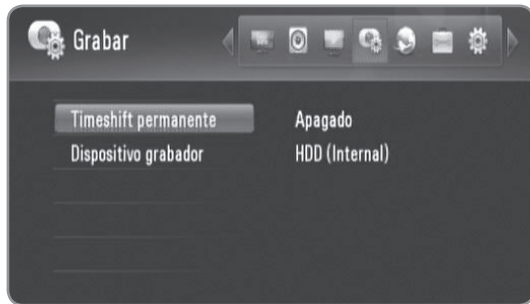 Grabar
Timeshift permanente Apagado
Dispositivo grabador HDD (Internal)